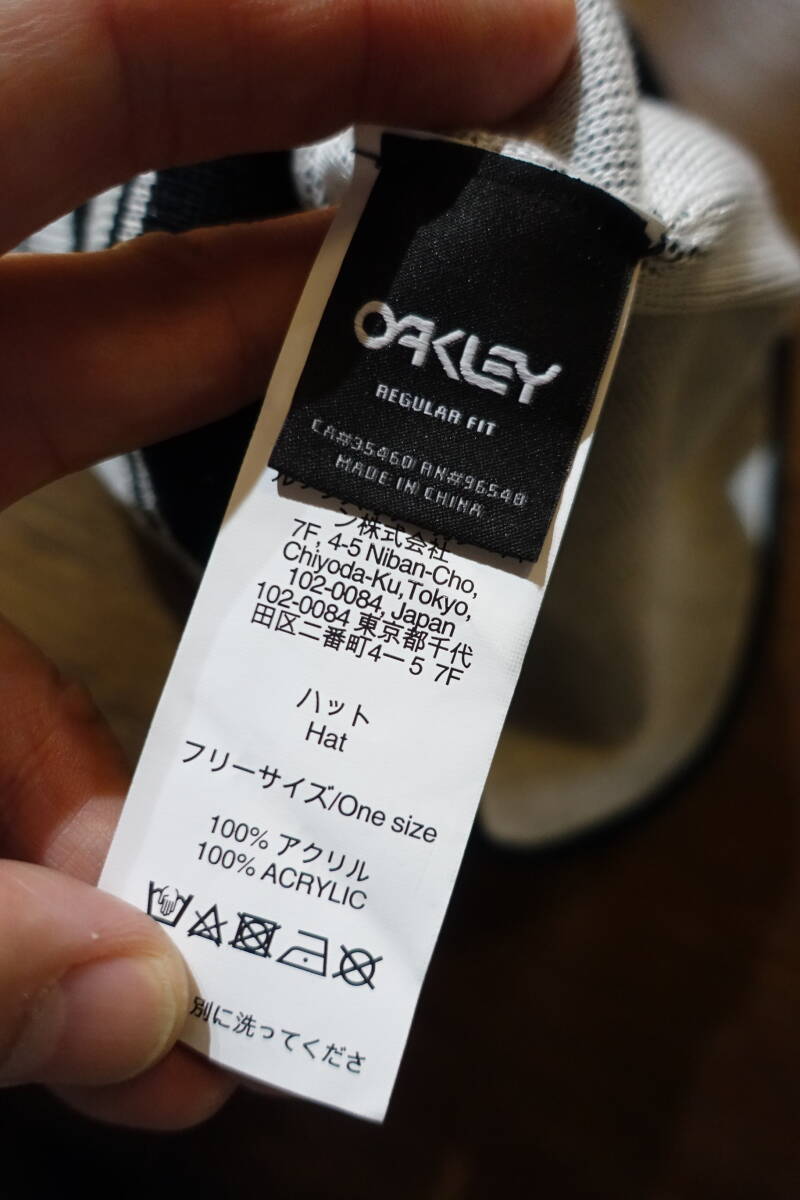 OAKLEY
REGULAR FIT
CA#35460 RN#96540
MADE IN CHINA
ン株式会社
7F, 4-5 Niban-Cho,
Chiyoda-Ku,Tokyo,
102-0084, Japan
102-0084 東京都千代
田区二番町4ー5 7F
ハット
Hat
フリーサイズ/One size
100% アクリル
100% ACRYLIC
別に洗ってくださ